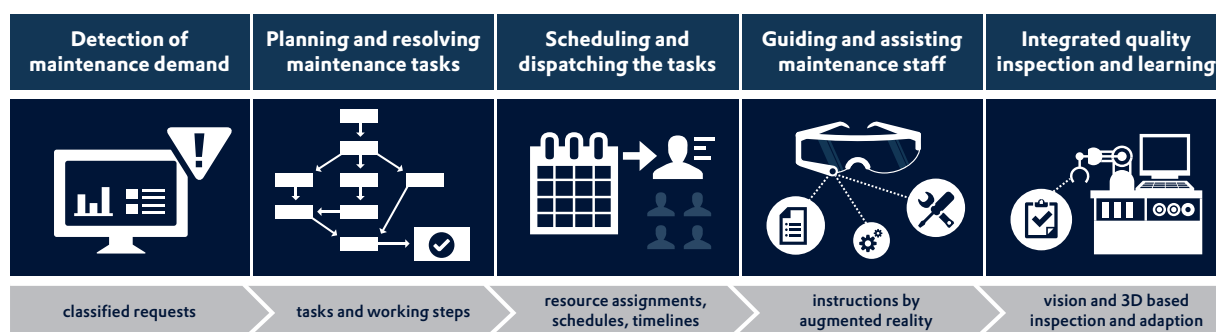 Detection of
maintenance demand
Planning and resolving
maintenance tasks
Scheduling and
dispatching the tasks
Guiding and assisting
maintenance staff
Integrated quality
inspection and learning
classified requests
tasks and working steps
resource assignments,
schedules, timelines
instructions by
augmented reality
vision and 3D based
inspection and adaption